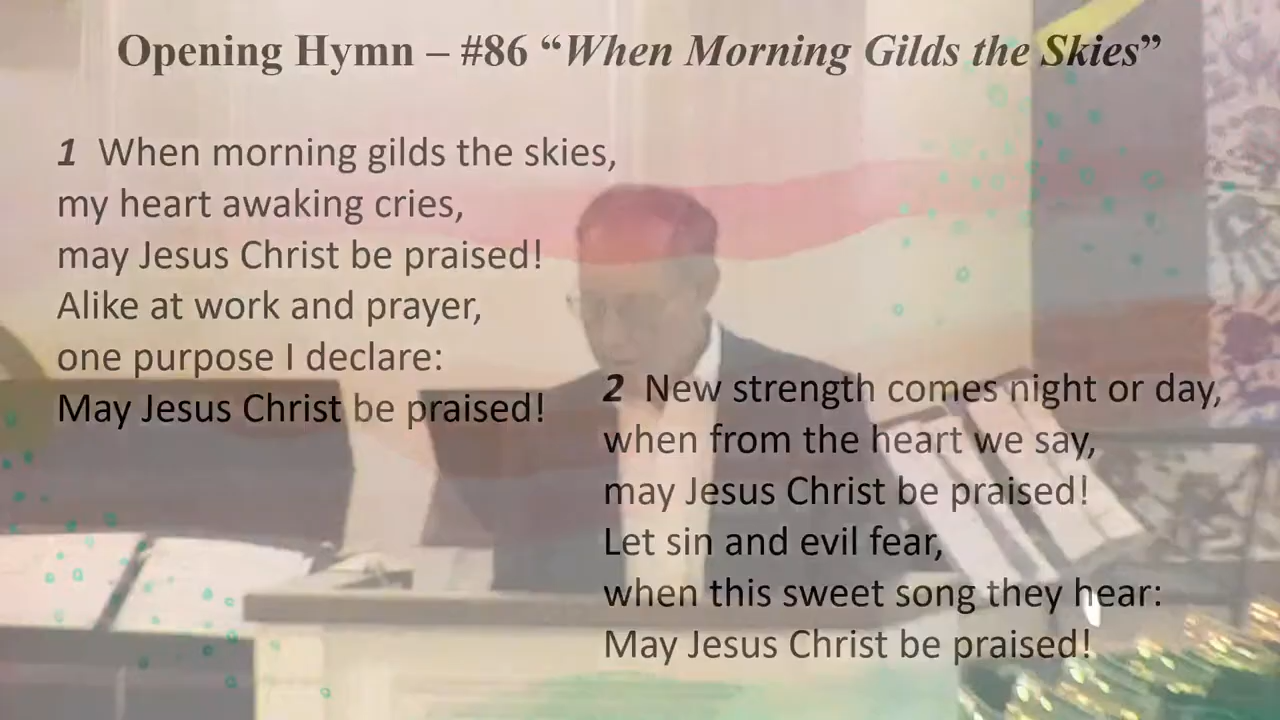 Opening Hymn – #86 “When Morning Gilds the Skies”
1 When morning gilds the skies,
my heart awaking cries,
may Jesus Christ be praised!
Alike at work and prayer,
one purpose I declare:
May Jesus Christ be praised!
2 New strength comes night or day,
when from the heart we say,
may Jesus Christ be praised!
Let sin and evil fear,
when this sweet song they hear:
May Jesus Christ be praised!